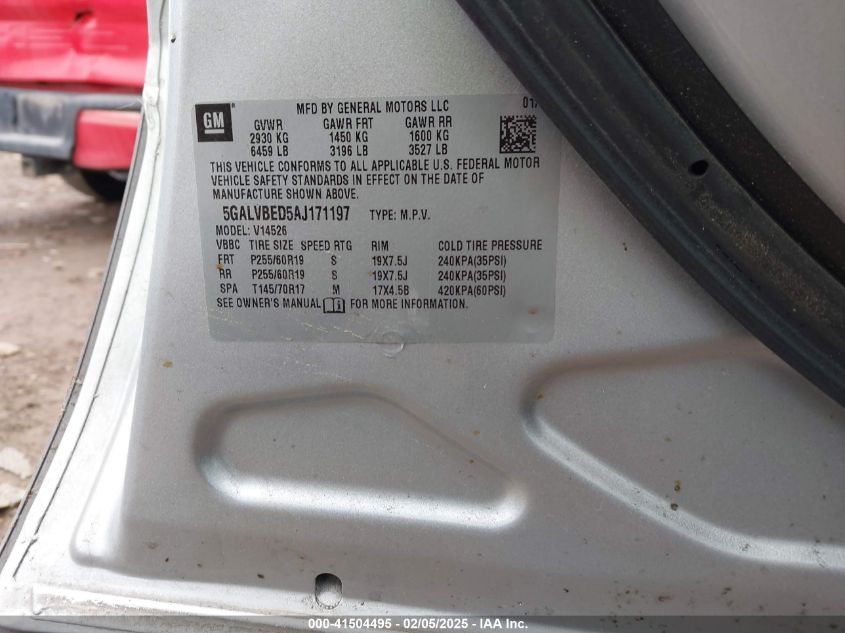 GM
MFD BY GENERAL MOTORS LLC
GVWR GAWR FRT GAWR RR
2930 KG 1450 KG 1600 KG
6459 LB 3196 LB 3527 LB
THIS VEHICLE CONFORMS TO ALL APPLICABLE U.S. FEDERAL MOTOR
VEHICLE SAFETY STANDARDS IN EFFECT ON THE DATE OF
MANUFACTURE SHOWN ABOVE.
5GALVBED5AJ171197 TYPE: M.P.V.
MODEL: V14526
VBBC TIRE SIZE SPEED RTG RIM COLD TIRE PRESSURE
FRT P255/60R19 S 19X7.5J 240KPA(35PSI)
RR P255/60R19 S 19X7.5J 240KPA(35PSI)
SPA T145/70R17 M 17X4.5B 420KPA(60PSI)
SEE OWNER'S MANUAL FOR MORE INFORMATION.
000-41504495 - 02/05/2025 - © IAA, Inc.